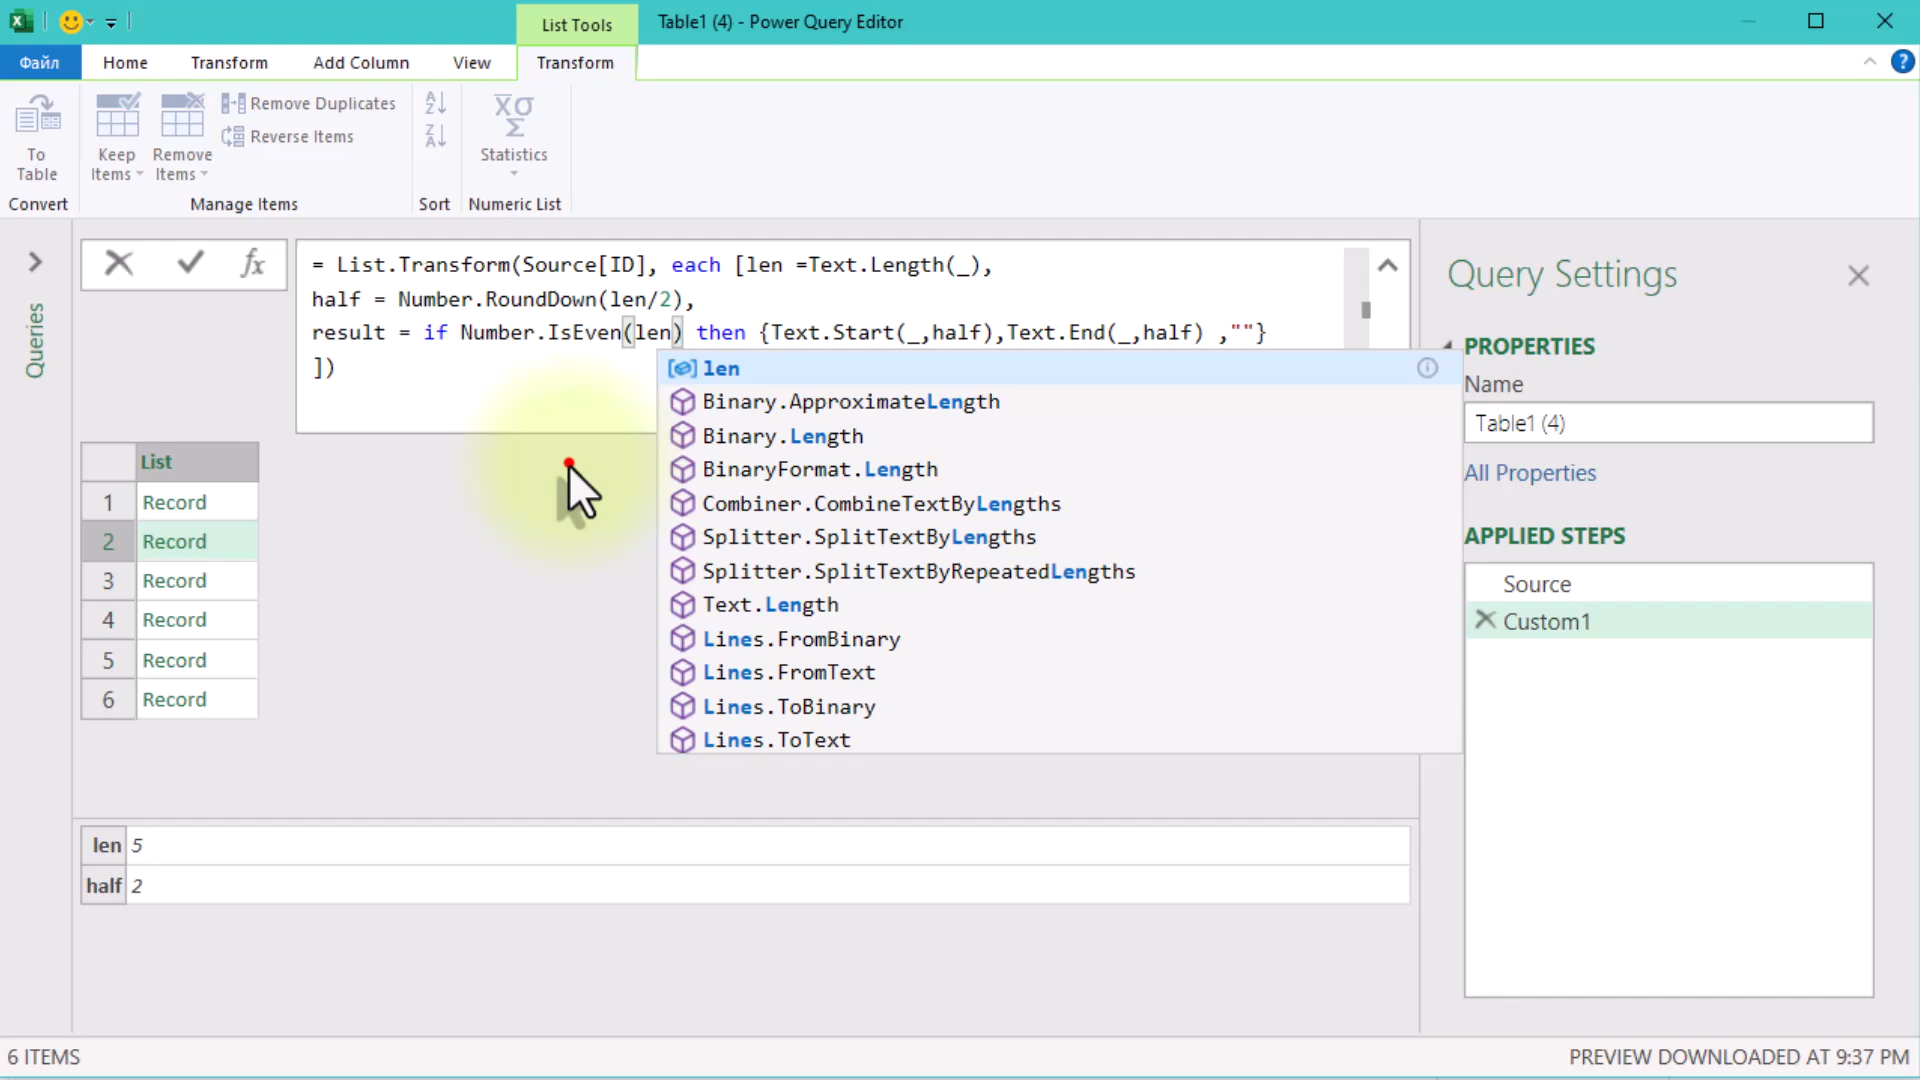 List Tools
Table1 (4) - Power Query Editor
Файл
Home
Transform
Add Column
View
Transform
To Table
Keep Items
Remove Items
Remove Duplicates
Reverse Items
Statistics
Convert
Manage Items
Sort
Numeric List
Queries
= List.Transform(Source[ID], each [len =Text.Length(_),
half = Number.RoundDown(len/2),
result = if Number.IsEven(len) then {Text.Start(_,half),Text.End(_,half) ,""}
])
len
Binary.ApproximateLength
Binary.Length
BinaryFormat.Length
Combiner.CombineTextByLengths
Splitter.SplitTextByLengths
Splitter.SplitTextByRepeatedLengths
Text.Length
Lines.FromBinary
Lines.FromText
Lines.ToBinary
Lines.ToText
List
1 Record
2 Record
3 Record
4 Record
5 Record
6 Record
len 5
half 2
Query Settings
PROPERTIES
Name
Table1 (4)
All Properties
APPLIED STEPS
Source
Custom1
6 ITEMS
PREVIEW DOWNLOADED AT 9:37 PM